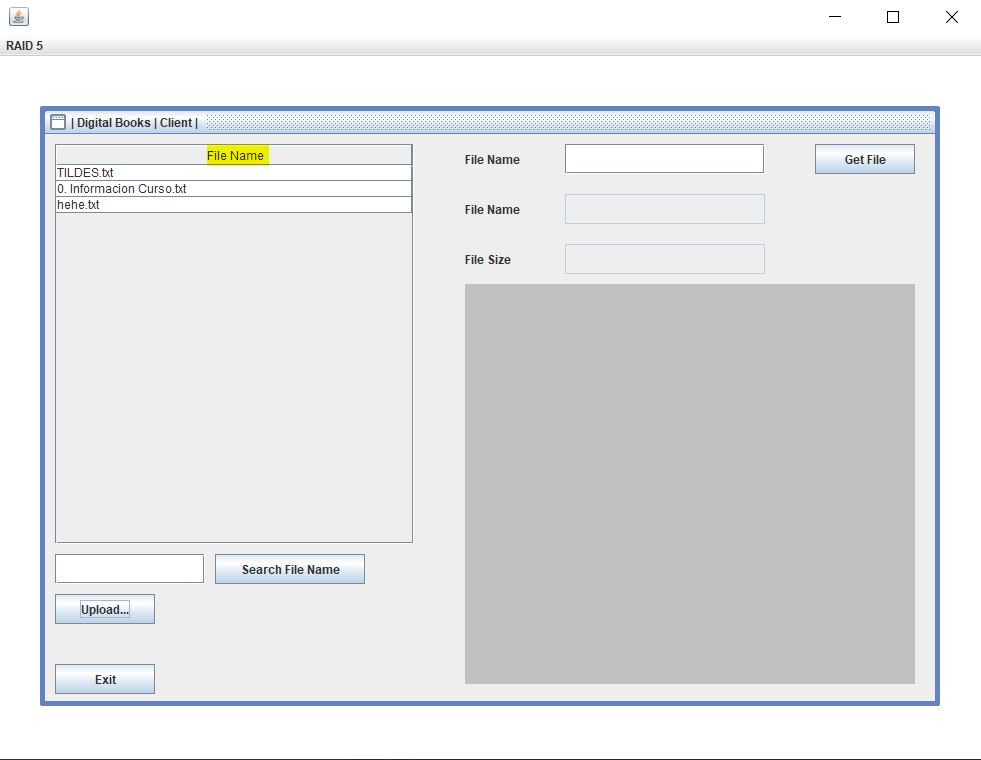 RAID 5
| Digital Books | Client |
File Name
TILDES.txt
0. Informacion Curso.txt
hehe.txt
Search File Name
Upload...
Exit
File Name
Get File
File Name
File Size